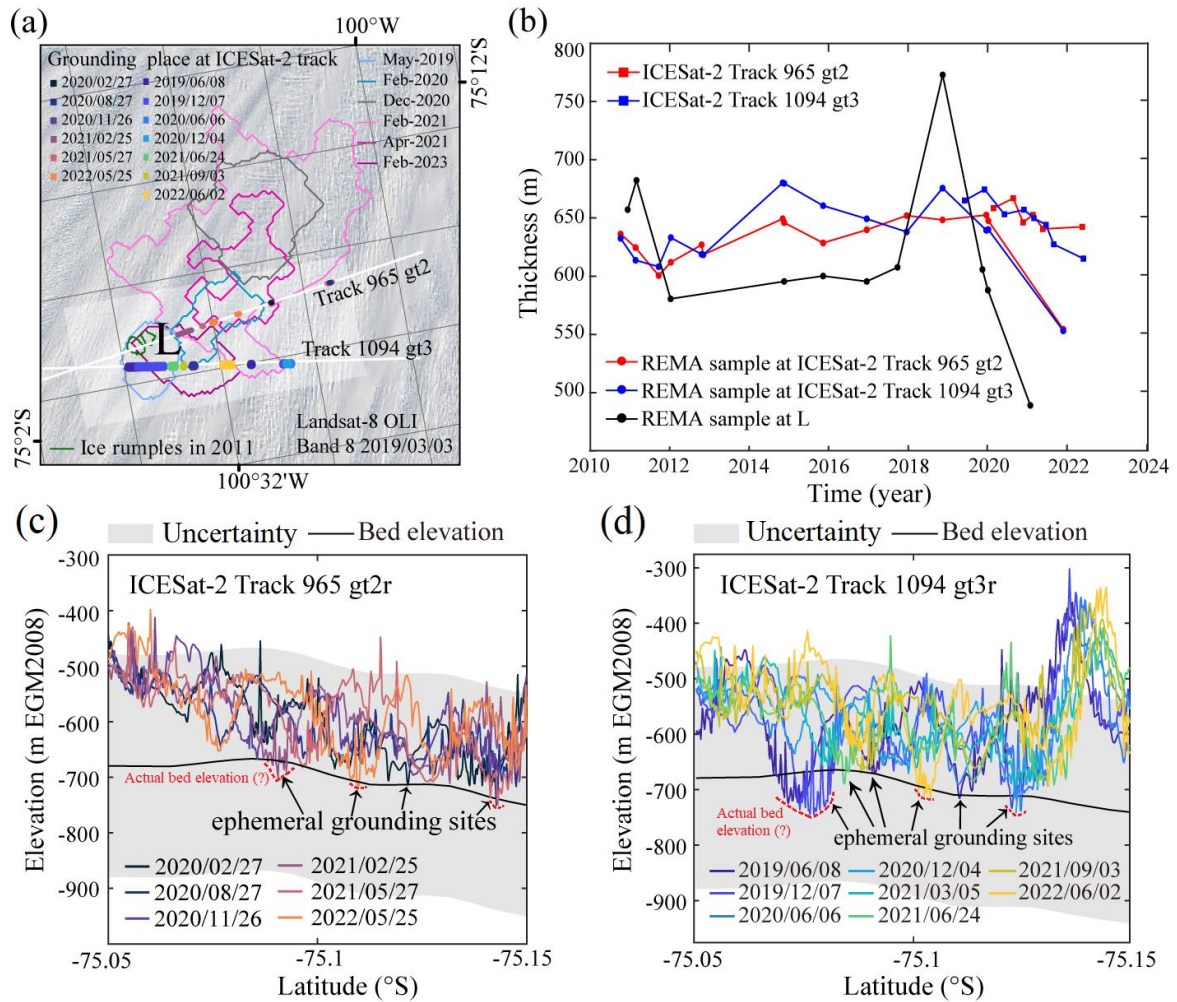 (a)
100°W
75°12'S
Grounding place at ICESat-2 track
2020/02/27
2020/08/27
2020/11/26
2021/02/25
2021/05/27
2022/05/25
2019/06/08
2019/12/07
2020/06/06
2020/12/04
2021/06/24
2021/09/03
2022/06/02
May-2019
Feb-2020
Dec-2020
Feb-2021
Apr-2021
Feb-2023
Track 965 gt2
L
Track 1094 gt3
Landsat-8 OLI
Ice rumples in 2011
Band 8 2019/03/03
75°2'S
100°32'W
(b)
800
750
700
650
600
550
500
Thickness (m)
ICESat-2 Track 965 gt2
ICESat-2 Track 1094 gt3
REMA sample at ICESat-2 Track 965 gt2
REMA sample at ICESat-2 Track 1094 gt3
REMA sample at L
2010 2012 2014 2016 2018 2020 2022 2024
Time (year)
(c)
Uncertainty Bed elevation
-300
-400
-500
-600
-700
-800
-900
Elevation (m EGM2008)
ICESat-2 Track 965 gt2r
Actual bed elevation (?)
ephemeral grounding sites
2020/02/27
2020/08/27
2020/11/26
2021/02/25
2021/05/27
2022/05/25
-75.05 -75.1 -75.15
Latitude (°S)
(d)
Uncertainty Bed elevation
-300
-400
-500
-600
-700
-800
-900
Elevation (m EGM2008)
ICESat-2 Track 1094 gt3r
Actual bed
elevation (?)
ephemeral grounding sites
2019/06/08
2019/12/07
2020/06/06
2020/12/04
2021/03/05
2021/06/24
2021/09/03
2022/06/02
-75.05 -75.1 -75.15
Latitude (°S)